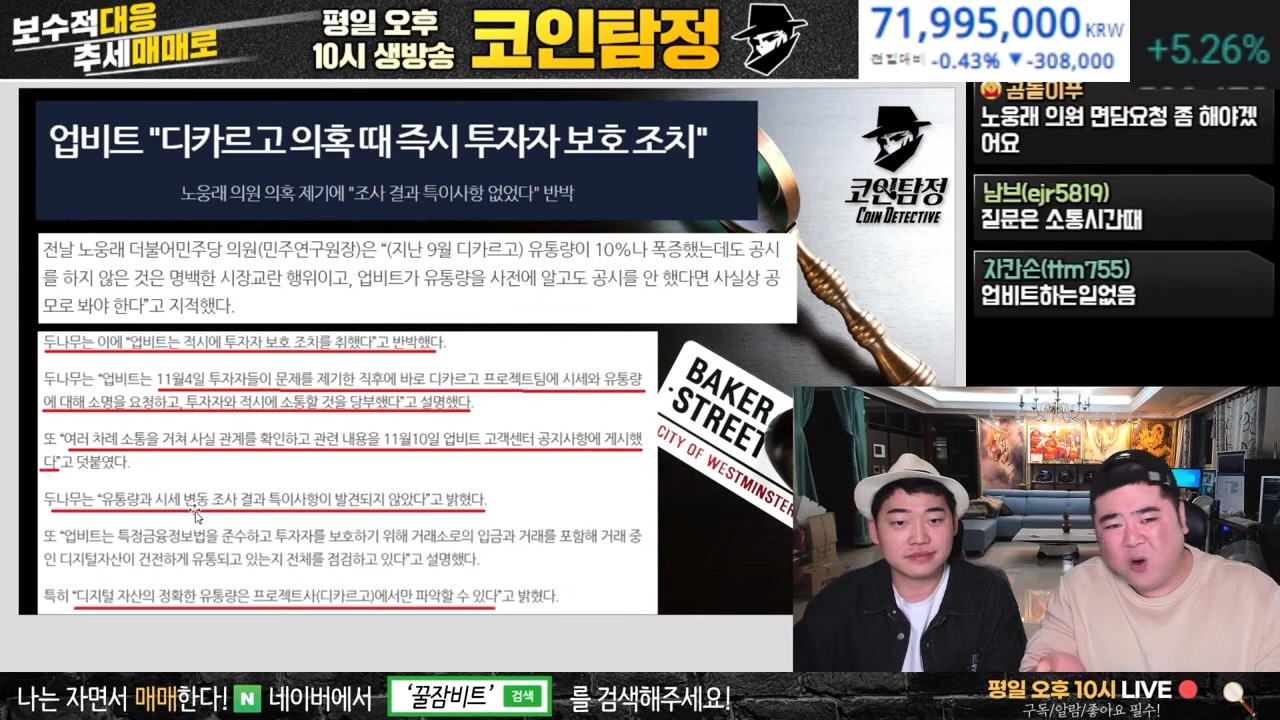 보수적대응
추세매매로
평일 오후
10시 생방송
코인탐정
71,995,000 KRW
전일대비 -0.43% ▼ -308,000
+5.26%
업비트 "디카르고 의혹 때 즉시 투자자 보호 조치"
노웅래 의원 의혹 제기에 "조사 결과 특이사항 없었다" 반박
코인탐정
COIN DETECTIVE
전날 노웅래 더불어민주당 의원(민주연구원장)은 “(지난 9월 디카르고) 유통량이 10%나 폭증했는데도 공시
를 하지 않은 것은 명백한 시장교란 행위이고, 업비트가 유통량을 사전에 알고도 공시를 안 했다면 사실상 공
모로 봐야 한다”고 지적했다.
두나무는 이에 “업비트는 적시에 투자자 보호 조치를 취했다”고 반박했다.
두나무는 “업비트는 11월4일 투자자들이 문제를 제기한 직후에 바로 디카르고 프로젝트팀에 시세와 유통량
에 대해 소명을 요청하고, 투자자와 적시에 소통할 것을 당부했다”고 설명했다.
또 “여러 차례 소통을 거쳐 사실 관계를 확인하고 관련 내용을 11월10일 업비트 고객센터 공지사항에 게시했
다”고 덧붙였다.
두나무는 “유통량과 시세 변동 조사 결과 특이사항이 발견되지 않았다”고 밝혔다.
또 “업비트는 특정금융정보법을 준수하고 투자자를 보호하기 위해 거래소로의 입금과 거래를 포함해 거래 중
인 디지털자산이 건전하게 유통되고 있는지 전체를 점검하고 있다”고 설명했다.
특히 “디지털 자산의 정확한 유통량은 프로젝트사(디카르고)에서만 파악할 수 있다”고 밝혔다.
BAKER
STREET
CITY OF WESTMINSTER
곰돌이푸
노웅래 의원 면담요청 좀 해야겠
어요
남브(ejr5819)
질문은 소통시간때
차칸손(ttm755)
업비트하는일없음
나는 자면서 매매한다! N 네이버에서 ‘꿀잠비트’ 검색 를 검색해주세요!
평일 오후 10시 LIVE
구독/알람/좋아요 필수!